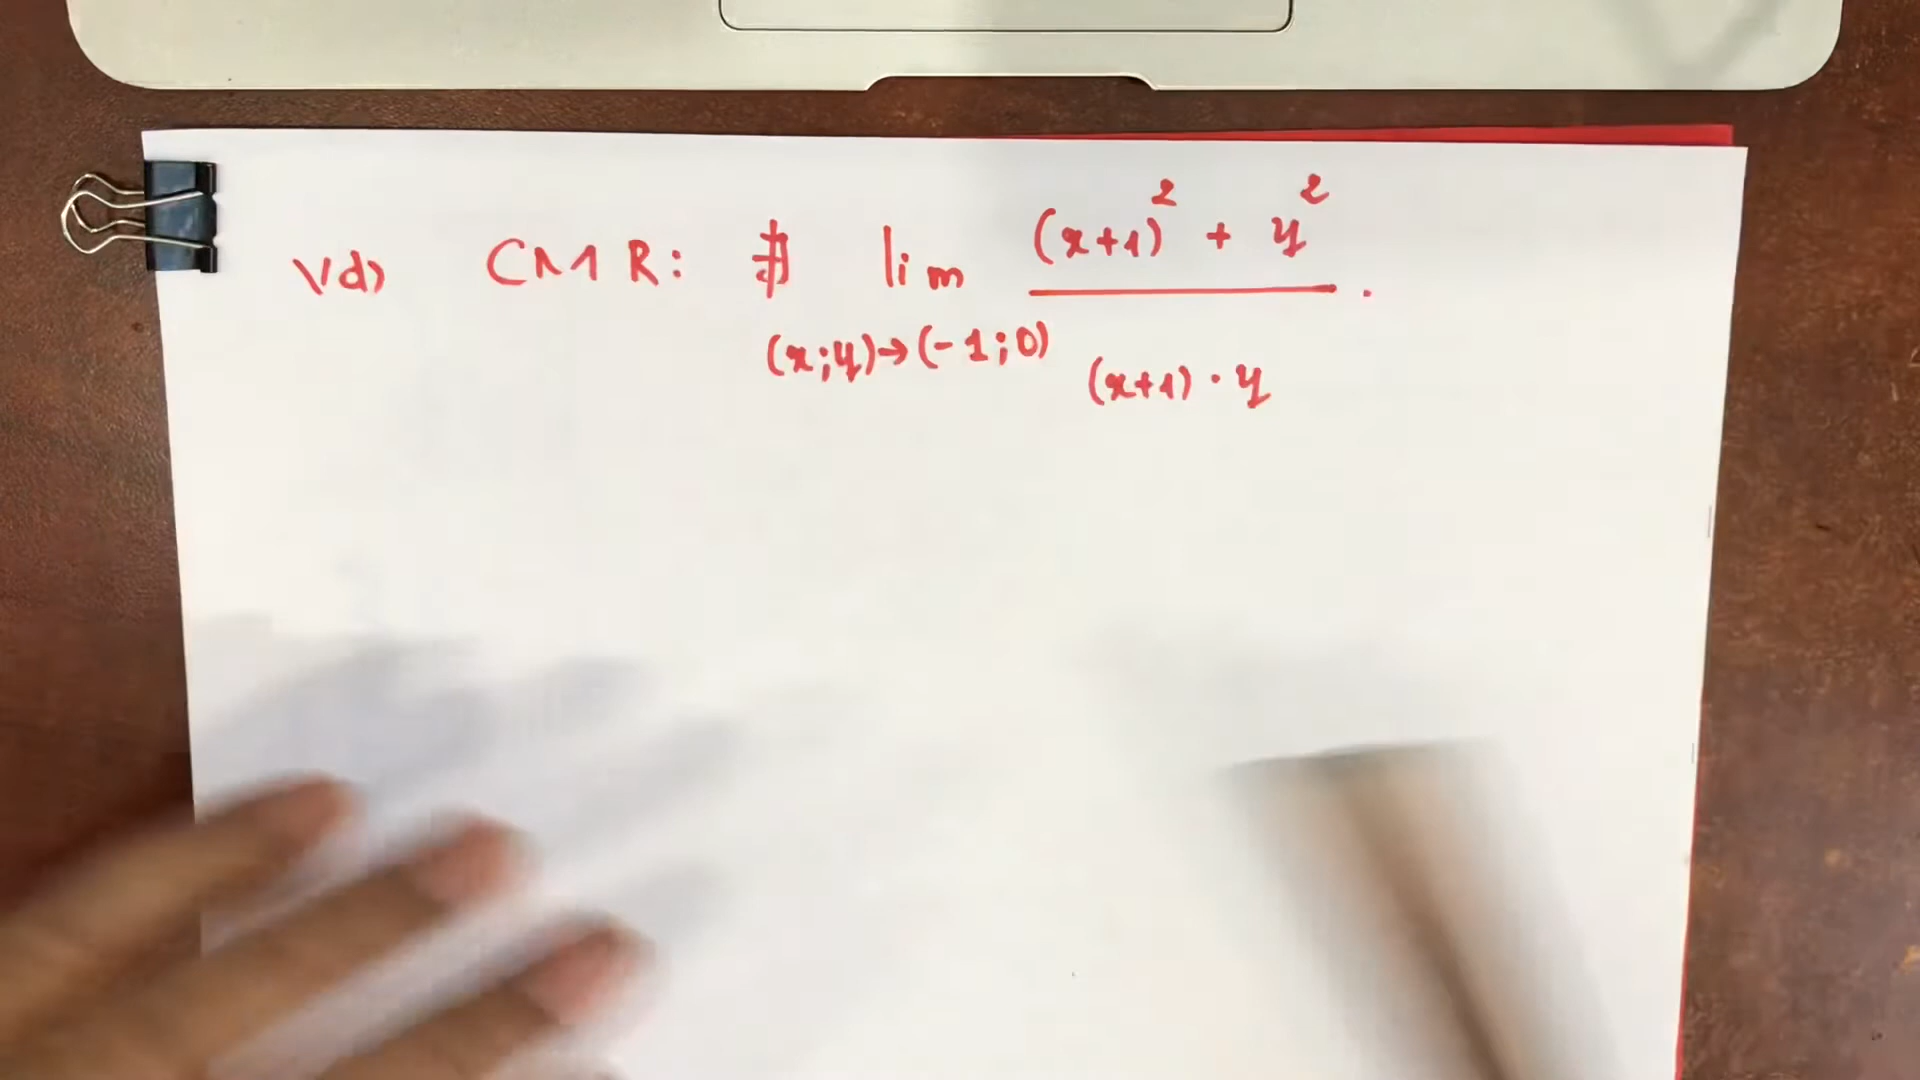 Vd) CMR: ∄ lim (x+1)² + y² .
(x;y)→(-1;0) (x+1) · y